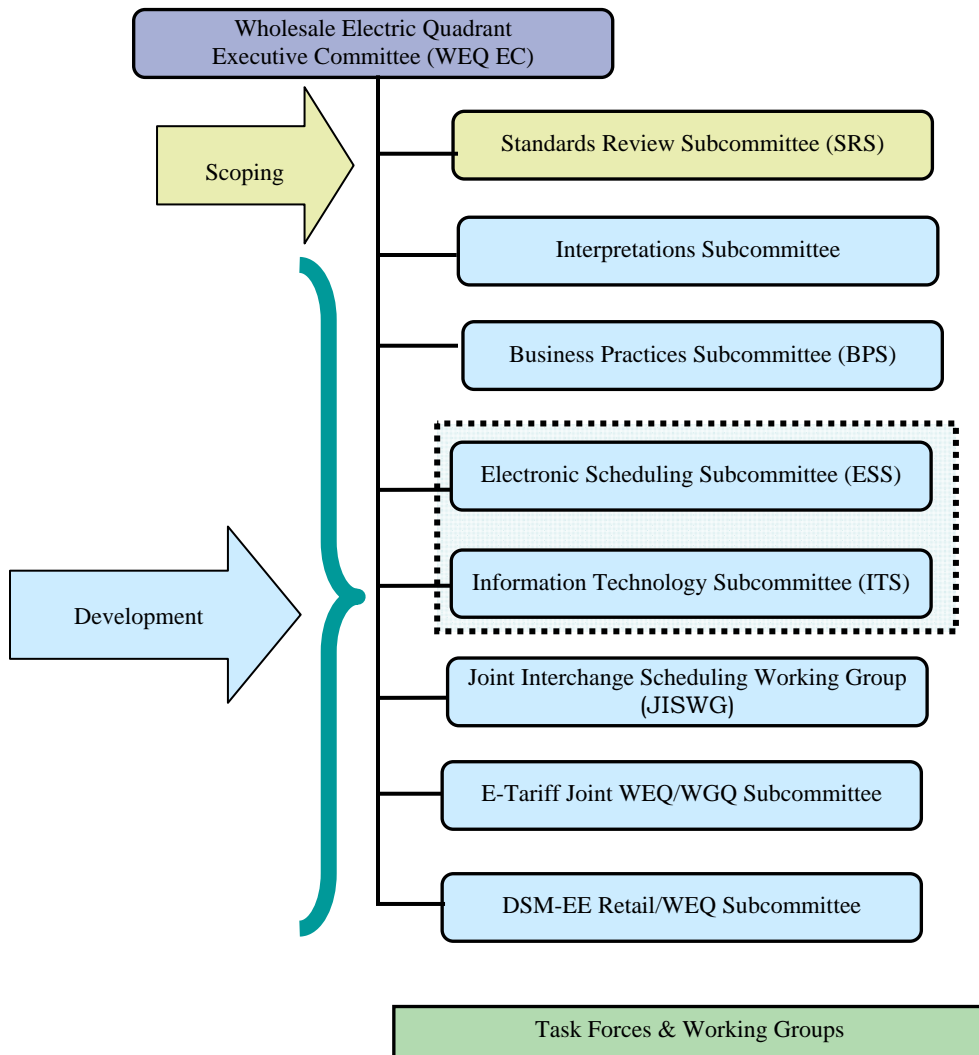 Wholesale Electric Quadrant
Executive Committee (WEQ EC)
Scoping
Standards Review Subcommittee (SRS)
Interpretations Subcommittee
Business Practices Subcommittee (BPS)
Electronic Scheduling Subcommittee (ESS)
Information Technology Subcommittee (ITS)
Development
Joint Interchange Scheduling Working Group
(JISWG)
E-Tariff Joint WEQ/WGQ Subcommittee
DSM-EE Retail/WEQ Subcommittee
Task Forces & Working Groups